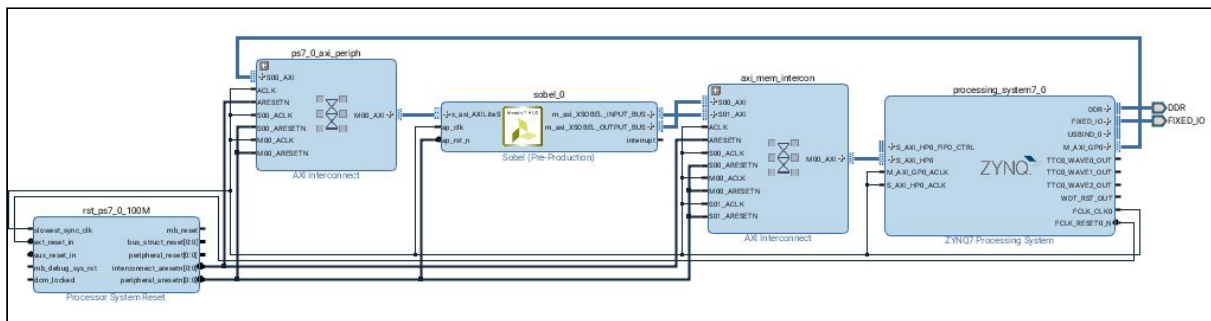 ps7_0_axi_periph
S00_AXI
ACLK
ARESETN
S00_ACLK
S00_ARESETN
M00_ACLK
M00_ARESETN
M00_AXI
AXI Interconnect
sobel_0
s_axi_AXILiteS
ap_clk
ap_rst_n
m_axi_XSOBEL_INPUT_BUS
m_axi_XSOBEL_OUTPUT_BUS
interrupt
Sobel (Pre-Production)
axi_mem_intercon
S00_AXI
S01_AXI
ACLK
ARESETN
S00_ACLK
S00_ARESETN
M00_ACLK
M00_ARESETN
S01_ACLK
S01_ARESETN
M00_AXI
AXI Interconnect
processing_system7_0
S_AXI_HP0_FIFO_CTRL
S_AXI_HP0
M_AXI_GP0_ACLK
S_AXI_HP0_ACLK
ZYNQ
DDR
FIXED_IO
USBIND_0
M_AXI_GP0
TTC0_WAVE0_OUT
TTC0_WAVE1_OUT
TTC0_WAVE2_OUT
WDT_RST_OUT
FCLK_CLK0
FCLK_RESET0_N
ZYNQ7 Processing System
DDR
FIXED_IO
rst_ps7_0_100M
slowest_sync_clk
ext_reset_in
aux_reset_in
mb_debug_sys_rst
dcm_locked
mb_reset
bus_struct_reset[0:0]
peripheral_reset[0:0]
interconnect_aresetn[0:0]
peripheral_aresetn[0:0]
Processor System Reset